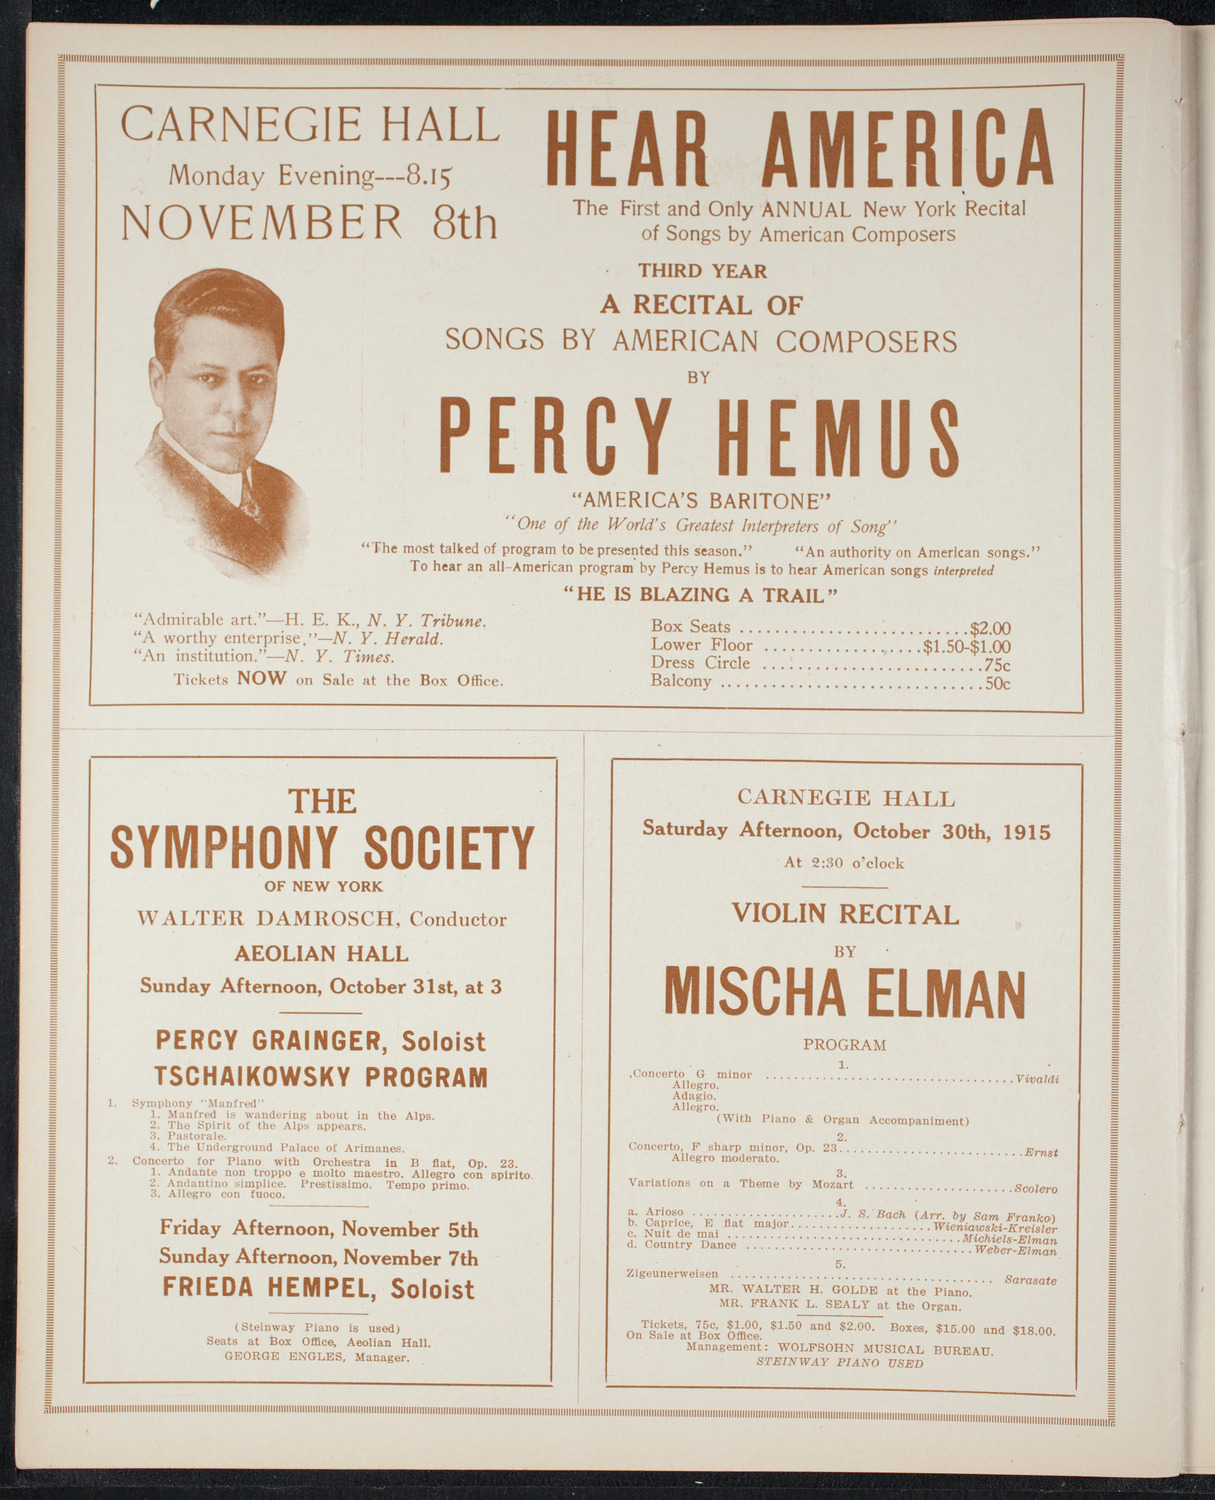 CARNEGIE HALL
Monday Evening---8.15
NOVEMBER 8th
HEAR AMERICA
The First and Only ANNUAL New York Recital
of Songs by American Composers
THIRD YEAR
A RECITAL OF
SONGS BY AMERICAN COMPOSERS
BY
PERCY HEMUS
"AMERICA'S BARITONE"
"One of the World's Greatest Interpreters of Song"
"The most talked of program to be presented this season." "An authority on American songs."
To hear an all-American program by Percy Hemus is to hear American songs interpreted
"HE IS BLAZING A TRAIL"
"Admirable art."—H. E. K., N. Y. Tribune.
"A worthy enterprise."—N. Y. Herald.
"An institution."—N. Y. Times.
Tickets NOW on Sale at the Box Office.
Box Seats ........................... $2.00
Lower Floor ................... $1.50-$1.00
Dress Circle .......................... 75c
Balcony ............................... 50c
THE
SYMPHONY SOCIETY
OF NEW YORK
WALTER DAMROSCH, Conductor
AEOLIAN HALL
Sunday Afternoon, October 31st, at 3
PERCY GRAINGER, Soloist
TSCHAIKOWSKY PROGRAM
1. Symphony "Manfred"
1. Manfred is wandering about in the Alps.
2. The Spirit of the Alps appears.
3. Pastorale.
4. The Underground Palace of Arimanes.
2. Concerto for Piano with Orchestra in B flat, Op. 23.
1. Andante non troppo e molto maestro. Allegro con spirito.
2. Andantino simplice. Prestissimo. Tempo primo.
3. Allegro con fuoco.
Friday Afternoon, November 5th
Sunday Afternoon, November 7th
FRIEDA HEMPEL, Soloist
(Steinway Piano is used)
Seats at Box Office, Aeolian Hall.
GEORGE ENGLES, Manager.
CARNEGIE HALL
Saturday Afternoon, October 30th, 1915
At 2:30 o'clock
VIOLIN RECITAL
BY
MISCHA ELMAN
PROGRAM
1.
Concerto G minor ................................ Vivaldi
Allegro.
Adagio.
Allegro.
(With Piano & Organ Accompaniment)
2.
Concerto, F sharp minor, Op. 23........................ Ernst
Allegro moderato.
3.
Variations on a Theme by Mozart ................... Scolero
4.
a. Arioso ................... J. S. Bach (Arr. by Sam Franko)
b. Caprice, E flat major.................. Wieniawski-Kreisler
c. Nuit de mai ............................. Michiels-Elman
d. Country Dance ............................. Weber-Elman
5.
Zigeunerweisen .................................. Sarasate
MR. WALTER H. GOLDE at the Piano.
MR. FRANK L. SEALY at the Organ.
Tickets, 75c, $1.00, $1.50 and $2.00. Boxes, $15.00 and $18.00.
On Sale at Box Office.
Management: WOLFSOHN MUSICAL BUREAU.
STEINWAY PIANO USED